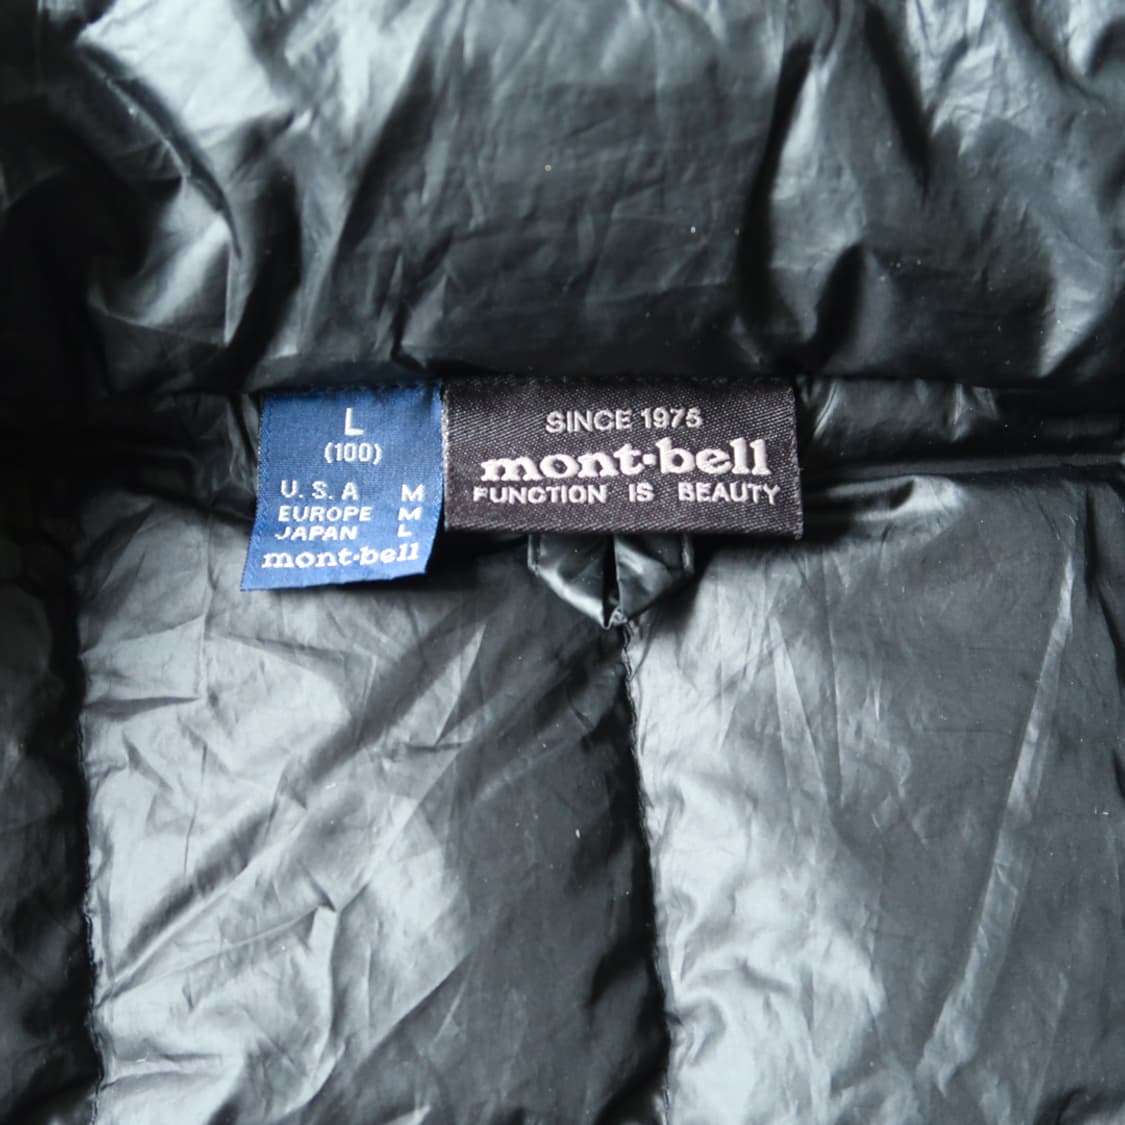 L
(100)
U.S.A M
EUROPE M
JAPAN L
mont·bell
SINCE 1975
mont·bell
FUNCTION IS BEAUTY